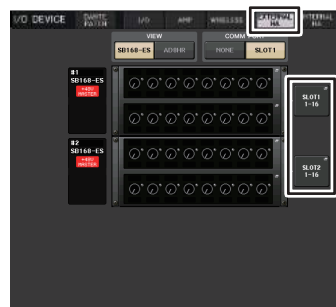 I/O DEVICE DANTE PATCH I/O AMP WIRELESS EXTERNAL HA INTERNAL HA
VIEW COMM PORT
SB168-ES AD8HR NONE SLOT1
#1
SB168-ES
+48V
MASTER
SLOT1
1-16
#2
SB168-ES
+48V
MASTER
SLOT2
1-16